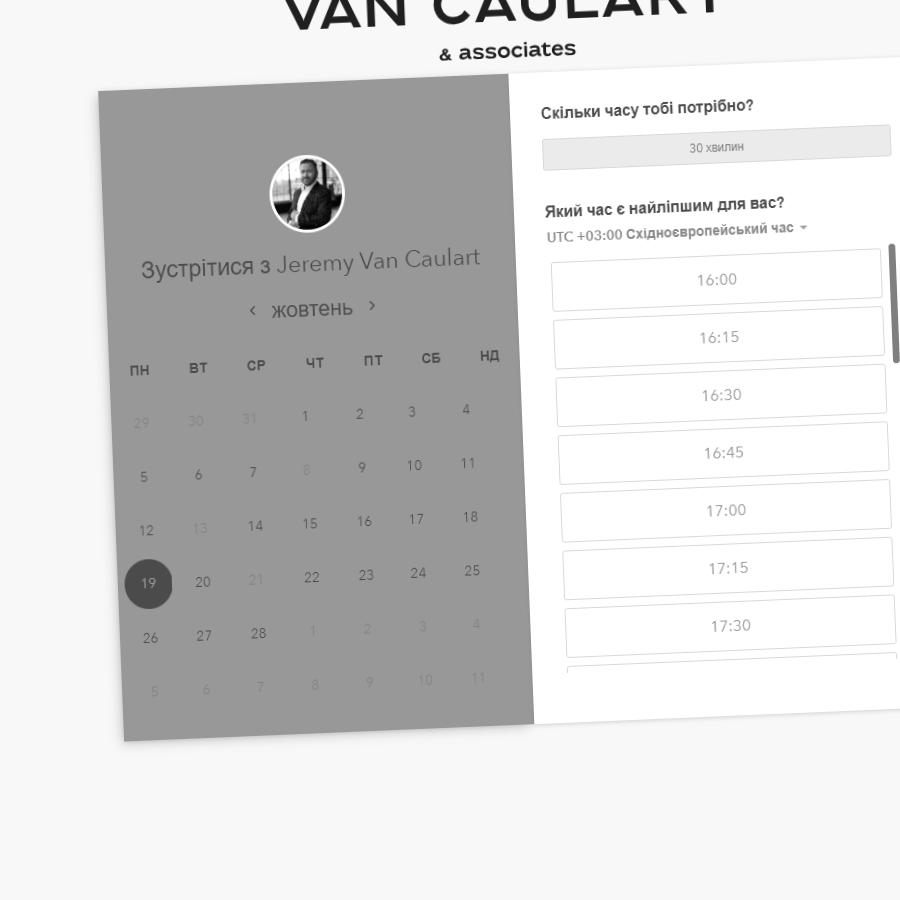 VAN CAULART
& associates
Зустрітися з Jeremy Van Caulart
‹ жовтень ›
ПН ВТ СР ЧТ ПТ СБ НД
29 30 31 1 2 3 4
5 6 7 8 9 10 11
12 13 14 15 16 17 18
19 20 21 22 23 24 25
26 27 28 1 2 3 4
5 6 7 8 9 10 11
Скільки часу тобі потрібно?
30 хвилин
Який час є найліпшим для вас?
UTC +03:00 Східноєвропейський час
16:00
16:15
16:30
16:45
17:00
17:15
17:30